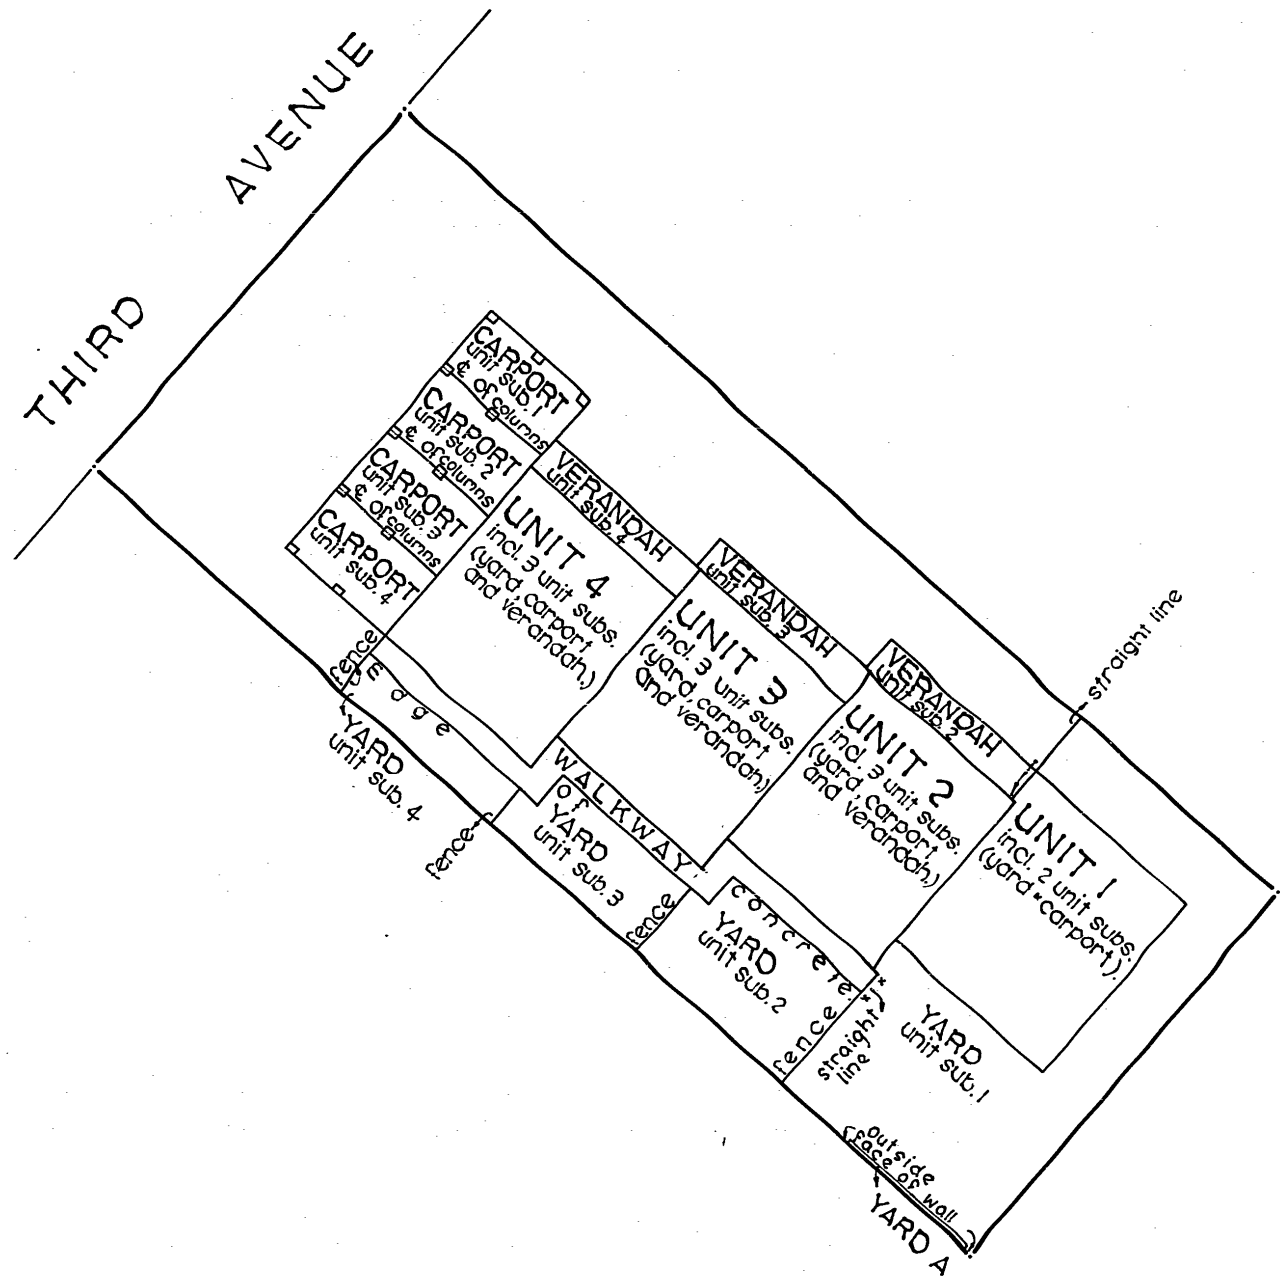 THIRD AVENUE
CARPORT
unit sub. 1
℄ of columns
CARPORT
unit sub. 2
℄ of columns
CARPORT
unit sub. 3
℄ of columns
CARPORT
unit sub. 4
VERANDAH
unit sub. 4
VERANDAH
unit sub. 3
VERANDAH
unit sub. 2
straight line
UNIT 4
incl. 3 unit subs.
(yard, carport
and verandah.)
UNIT 3
incl. 3 unit subs.
(yard, carport
and verandah.)
UNIT 2
incl. 3 unit subs.
(yard, carport
and verandah.)
UNIT 1
incl. 2 unit subs.
(yard & carport).
fence
edge
of
concrete
WALKWAY
YARD
unit sub. 4
fence
YARD
unit sub. 3
fence
YARD
unit sub. 2
fence
straight
line
YARD
unit sub. 1
outside
face of wall
YARD A